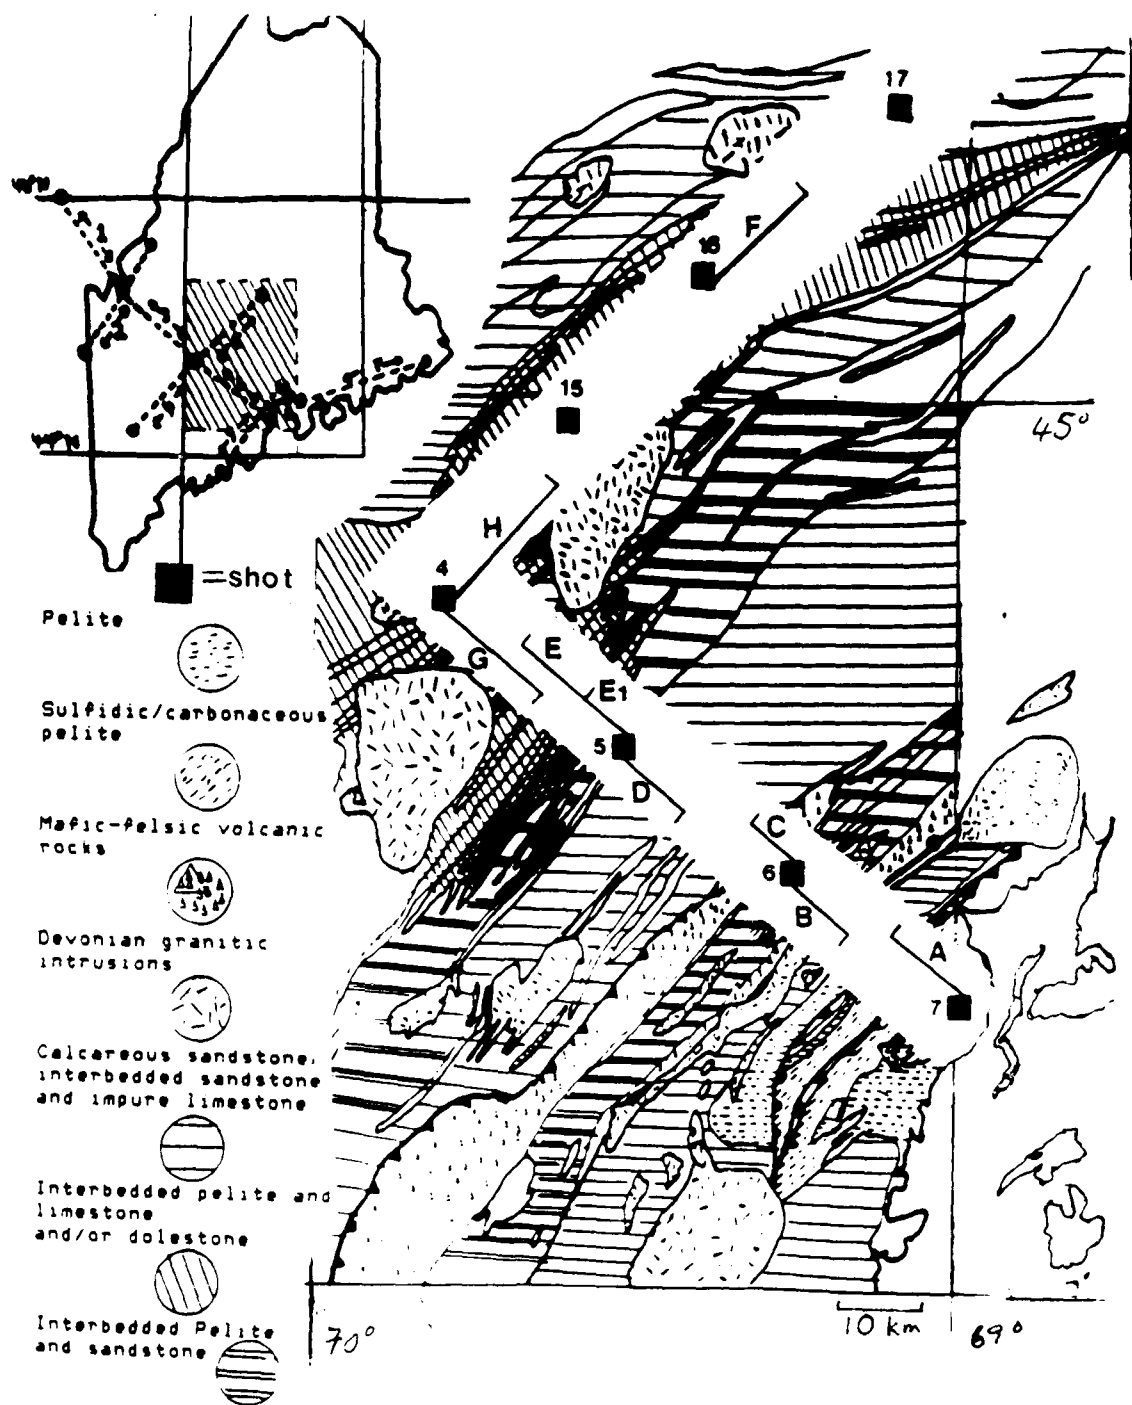 17
F
16
15
45°
=shot
H
4
Pelite
E
G
E1
Sulfidic/carbonaceous
pelite
5
D
Mafic-felsic volcanic
rocks
C
6
B
Devonian granitic
intrusions
A
7
Calcareous sandstone,
interbedded sandstone
and impure limestone
Interbedded pelite and
limestone
and/or dolestone
Interbedded Pelite
and sandstone
10 km
70°
69°